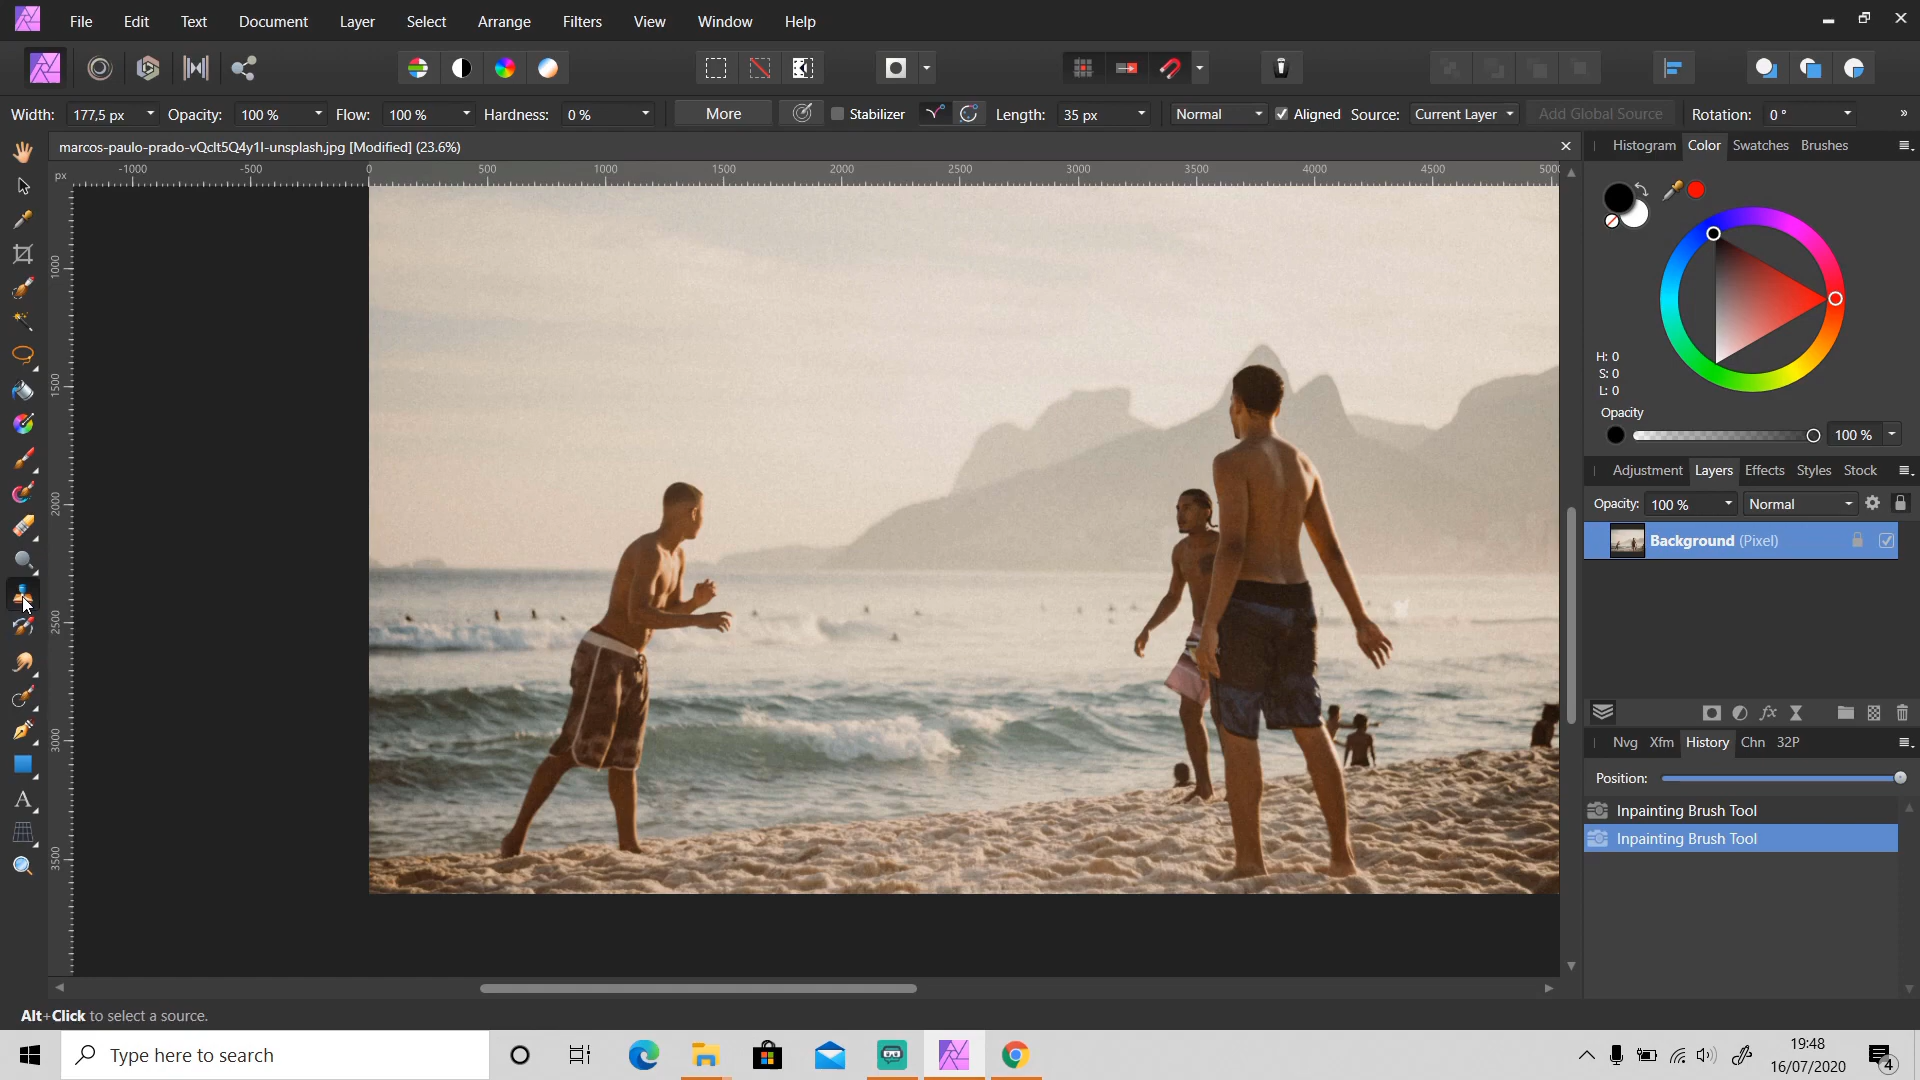 File Edit Text Document Layer Select Arrange Filters View Window Help
Width: 177,5 px Opacity: 100 % Flow: 100 % Hardness: 0 % More Stabilizer Length: 35 px Normal Aligned Source: Current Layer Add Global Source Rotation: 0 ° »
marcos-paulo-prado-vQclt5Q4y1I-unsplash.jpg [Modified] (23.6%)
Histogram Color Swatches Brushes
px -1000 -500 0 500 1000 1500 2000 2500 3000 3500 4000 4500 5000
1000
1500
2000
2500
3000
3500
H: 0
S: 0
L: 0
Opacity
100 %
Adjustment Layers Effects Styles Stock
Opacity: 100 % Normal
Background (Pixel)
fx
Nvg Xfm History Chn 32P
Position:
Inpainting Brush Tool
Inpainting Brush Tool
A
Alt+Click to select a source.
Type here to search
19:48
16/07/2020
4